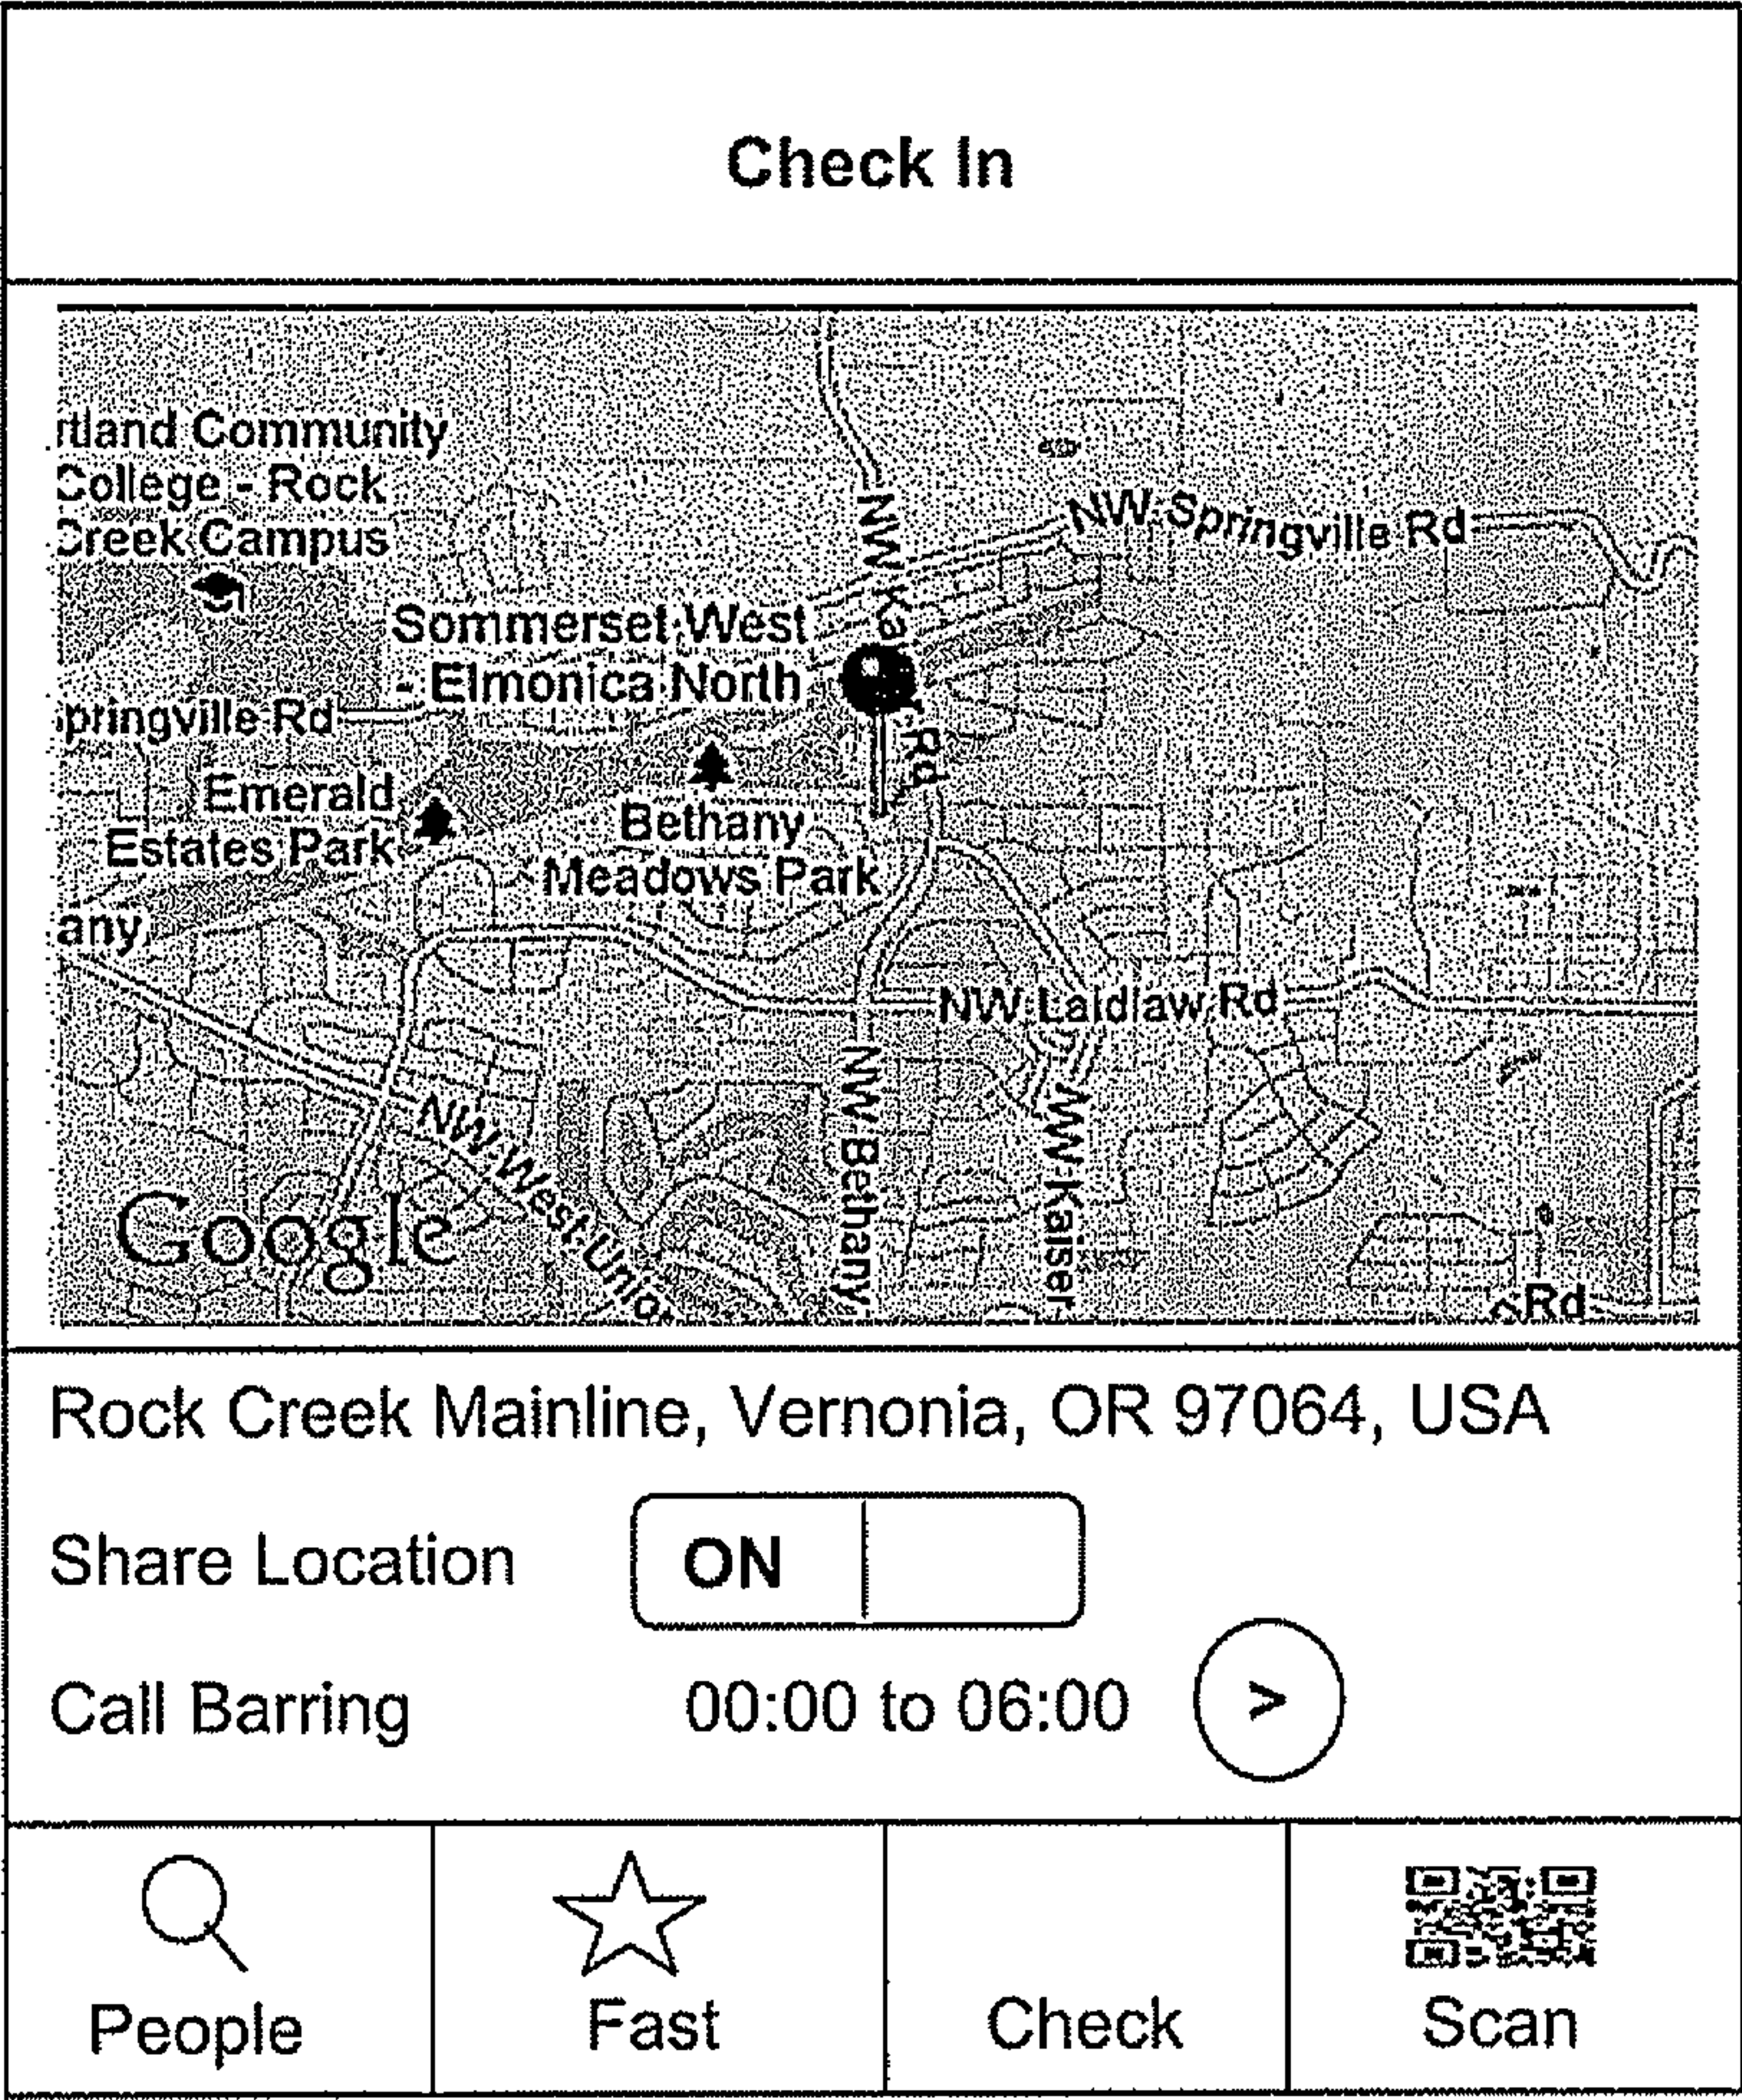 Check In
rtland Community
College - Rock
Creek Campus
NW Springville Rd
NW Ka
Sommerset West
- Elmonica North
r Rd
pringville Rd
Emerald
Estates Park
Bethany
Meadows Park
any
NW Laidlaw Rd
NW West Unio
NW Bethany
NW Kaiser
Google
Rd
Rock Creek Mainline, Vernonia, OR 97064, USA
Share Location ON
Call Barring 00:00 to 06:00 >
People Fast Check Scan